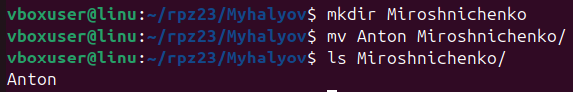 vboxuser@linu:~/rpz23/Myhalyov$ mkdir Miroshnichenko
vboxuser@linu:~/rpz23/Myhalyov$ mv Anton Miroshnichenko/
vboxuser@linu:~/rpz23/Myhalyov$ ls Miroshnichenko/
Anton